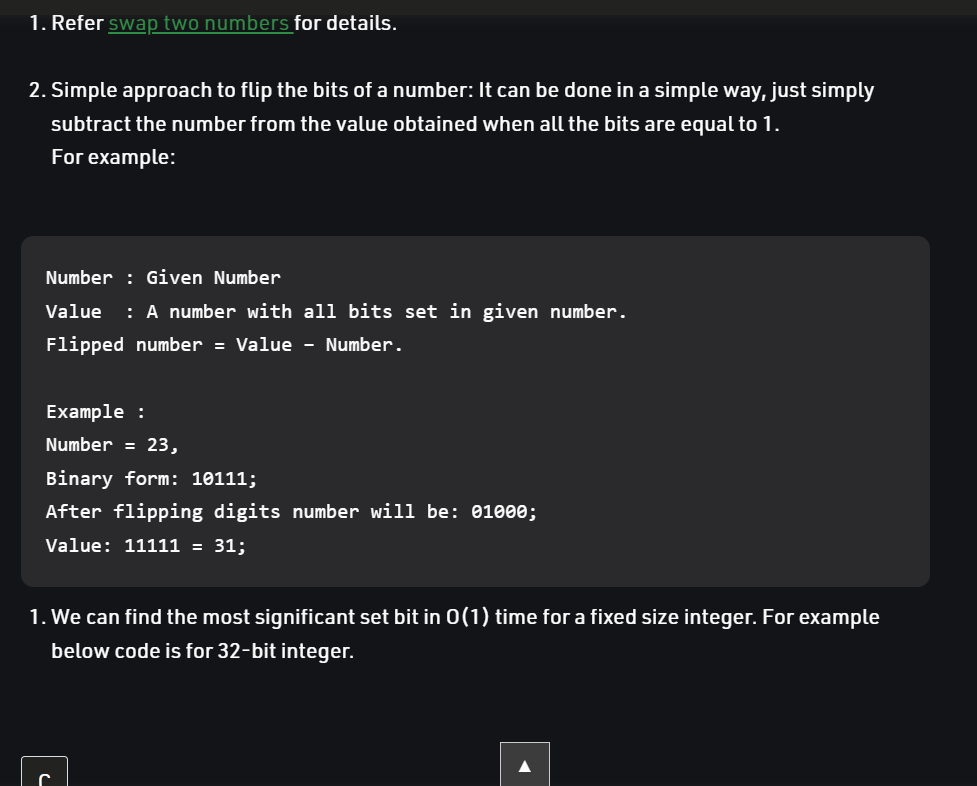 1. Refer swap two numbers for details.
2. Simple approach to flip the bits of a number: It can be done in a simple way, just simply
subtract the number from the value obtained when all the bits are equal to 1.
For example:
Number : Given Number
Value  : A number with all bits set in given number.
Flipped number = Value – Number.
Example :
Number = 23,
Binary form: 10111;
After flipping digits number will be: 01000;
Value: 11111 = 31;
1. We can find the most significant set bit in O(1) time for a fixed size integer. For example
below code is for 32-bit integer.
C